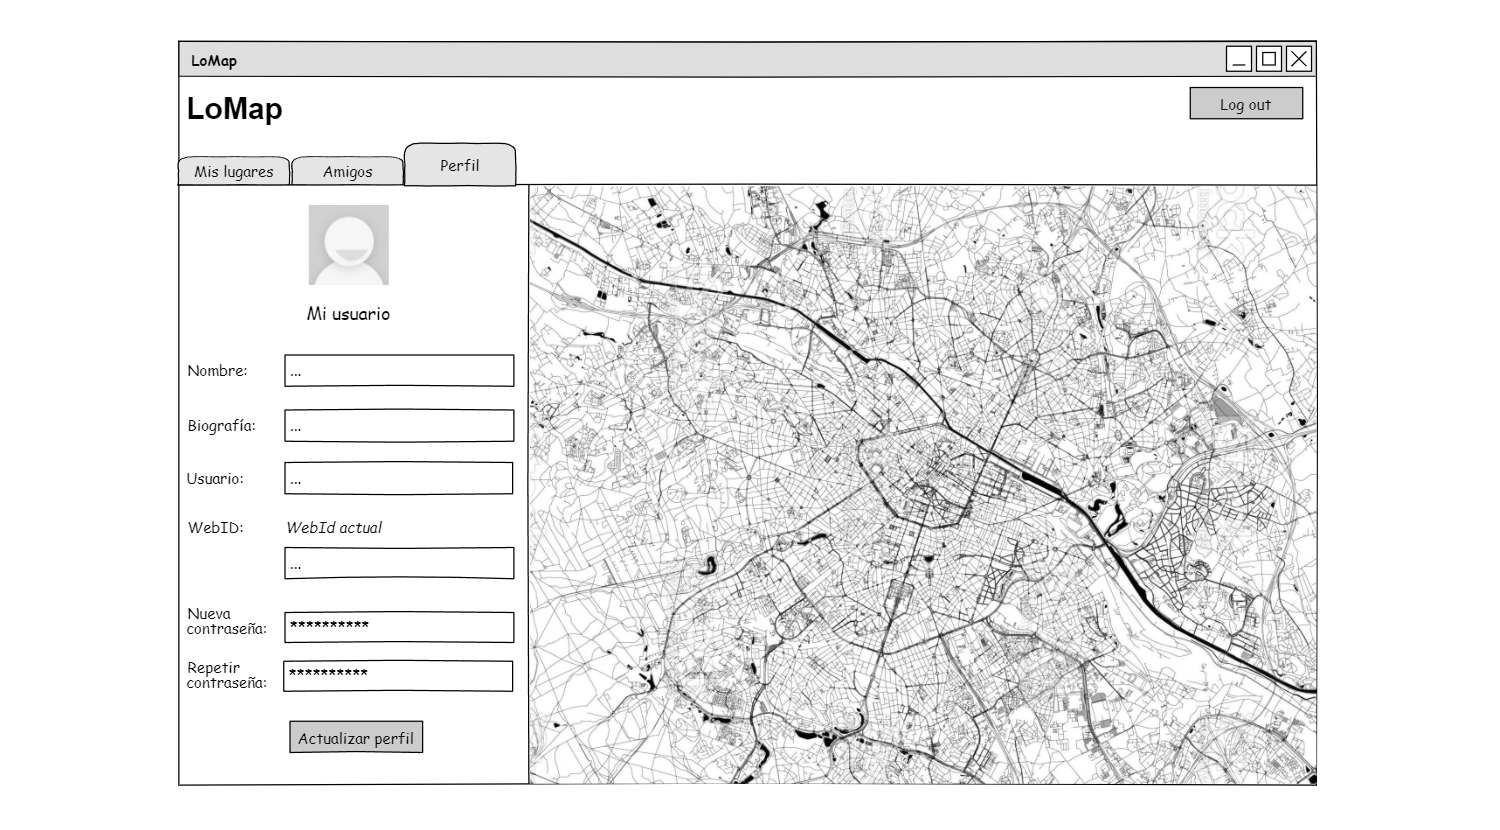 LoMap
LoMap
Log out
Mis lugares
Amigos
Perfil
Mi usuario
Nombre:
...
Biografía:
...
Usuario:
...
WebID:
WebId actual
...
Nueva
contraseña:
**********
Repetir
contraseña:
**********
Actualizar perfil